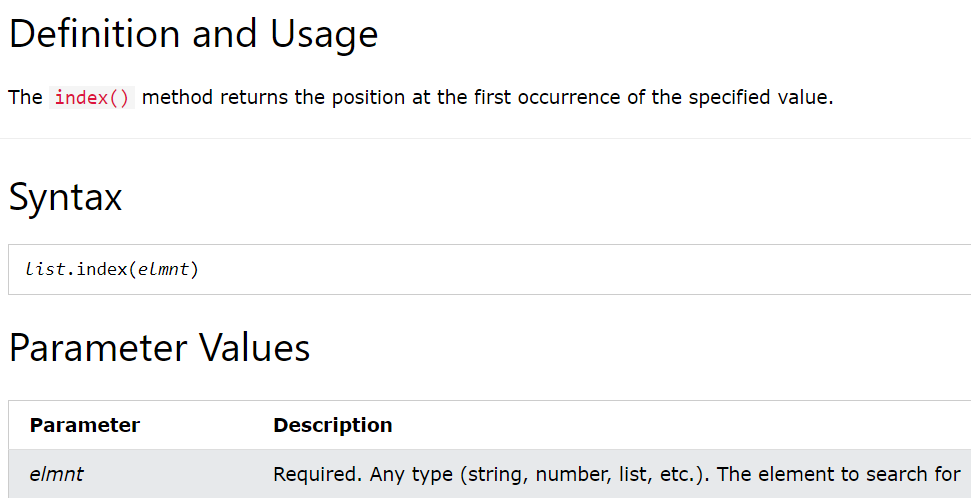 Definition and Usage
The index() method returns the position at the first occurrence of the specified value.
Syntax
list.index(elmnt)
Parameter Values
Parameter Description
elmnt Required. Any type (string, number, list, etc.). The element to search for